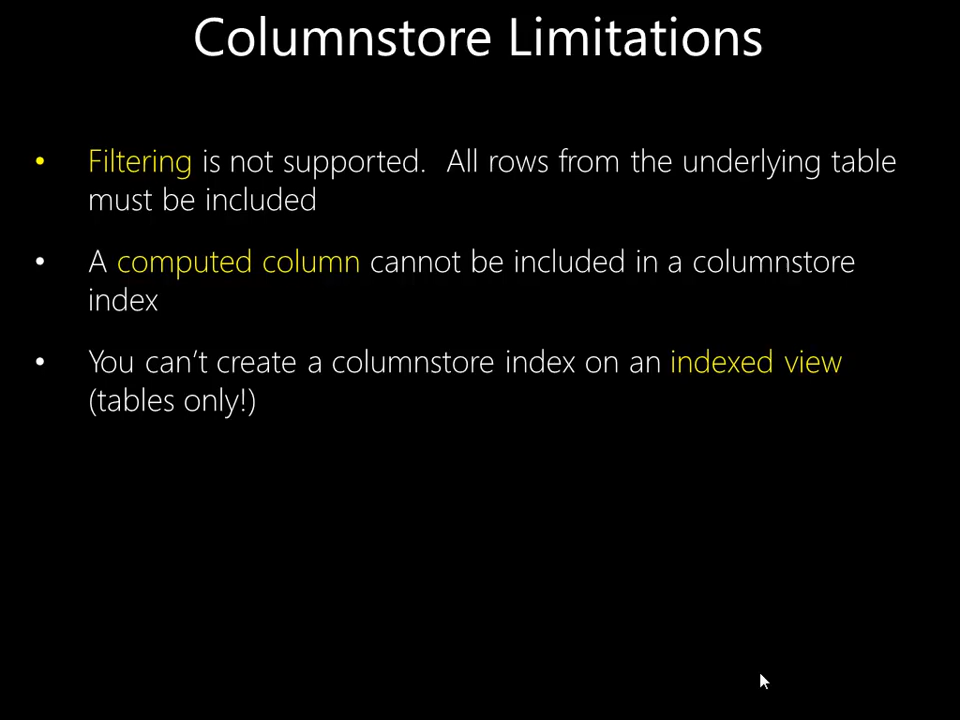 Columnstore Limitations
• Filtering is not supported.  All rows from the underlying table
must be included
• A computed column cannot be included in a columnstore
index
• You can’t create a columnstore index on an indexed view
(tables only!)